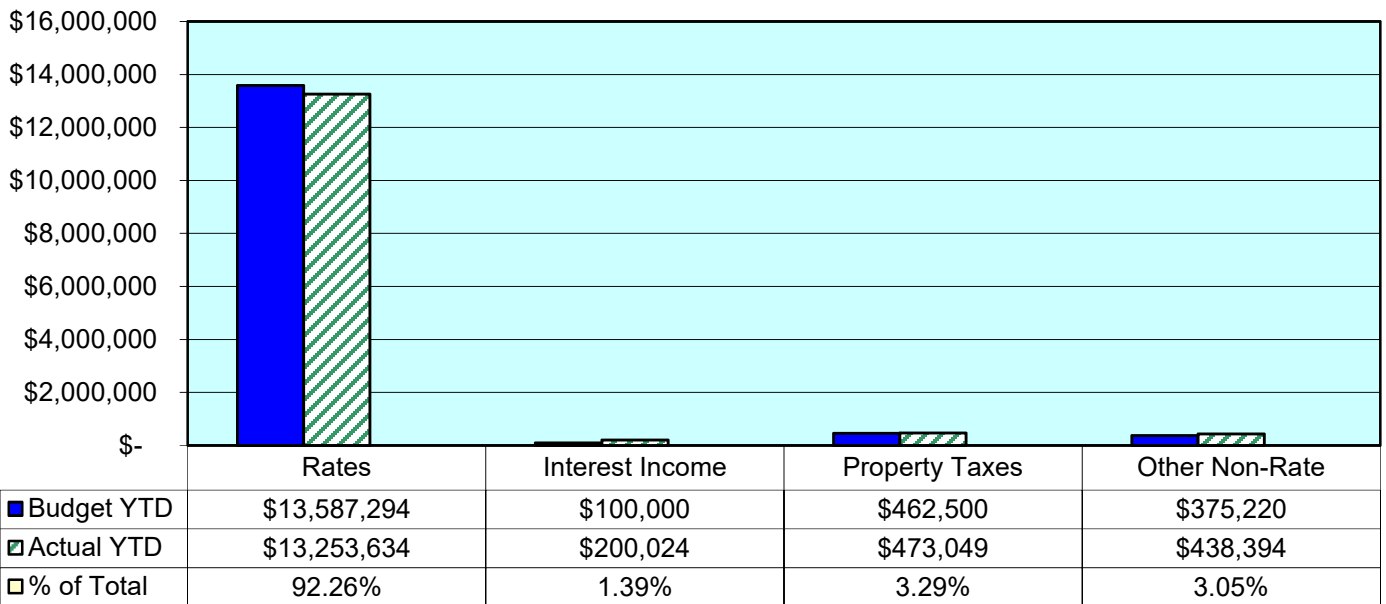 $16,000,000
$14,000,000
$12,000,000
$10,000,000
$8,000,000
$6,000,000
$4,000,000
$2,000,000
$-
Rates Interest Income Property Taxes Other Non-Rate
Budget YTD $13,587,294 $100,000 $462,500 $375,220
Actual YTD $13,253,634 $200,024 $473,049 $438,394
% of Total 92.26% 1.39% 3.29% 3.05%